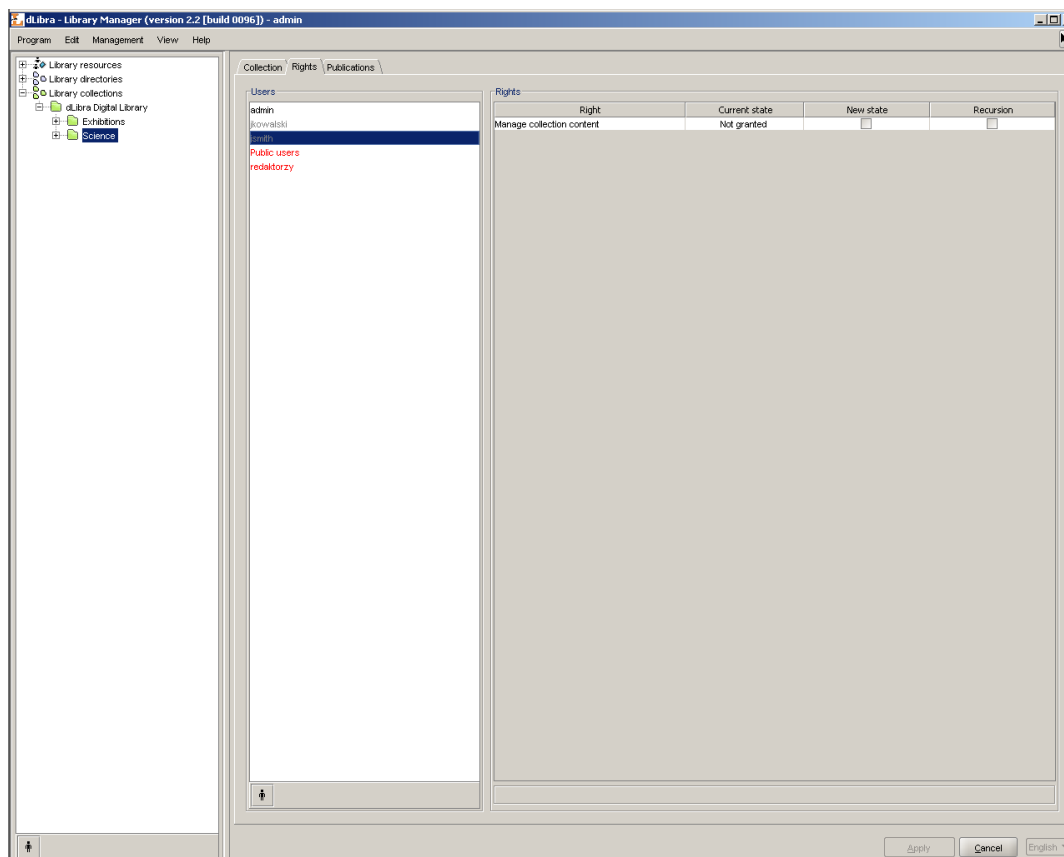 dLibra - Library Manager (version 2.2 [build 0096]) - admin
Program Edit Management View Help
Library resources
Library directories
Library collections
dLibra Digital Library
Exhibitions
Science
Collection Rights Publications
Users
admin
jkowalski
jsmith
Public users
redaktorzy
Rights
Right Current state New state Recursion
Manage collection content Not granted
Apply Cancel English